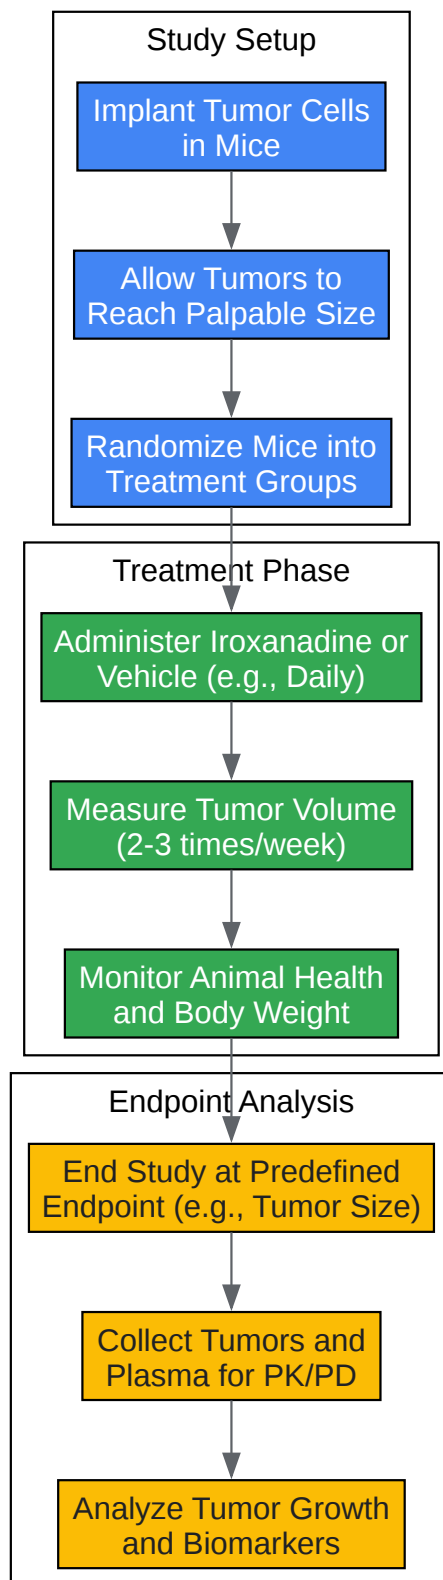 Study Setup
Implant Tumor Cells
in Mice
Allow Tumors to
Reach Palpable Size
Randomize Mice into
Treatment Groups
Treatment Phase
Administer Iroxanadine or
Vehicle (e.g., Daily)
Measure Tumor Volume
(2-3 times/week)
Monitor Animal Health
and Body Weight
Endpoint Analysis
End Study at Predefined
Endpoint (e.g., Tumor Size)
Collect Tumors and
Plasma for PK/PD
Analyze Tumor Growth
and Biomarkers